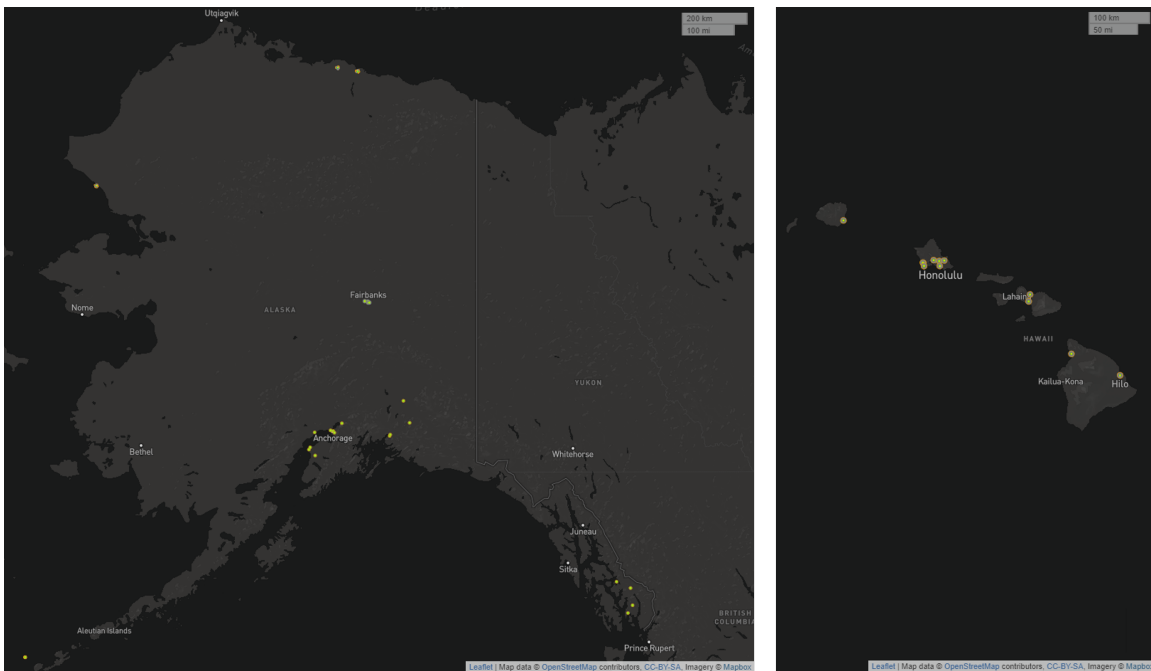 Utqiagvik
200 km
100 mi
Fairbanks
Nome
ALASKA
YUKON
Anchorage
Bethel
Whitehorse
Juneau
Sitka
BRITISH
COLUMBIA
Aleutian Islands
Prince Rupert
Leaflet | Map data © OpenStreetMap contributors, CC-BY-SA, Imagery © Mapbox
100 km
50 mi
Honolulu
HAWAII
Kailua-Kona
Hilo
Leaflet | Map data © OpenStreetMap contributors, CC-BY-SA, Imagery © Mapbox